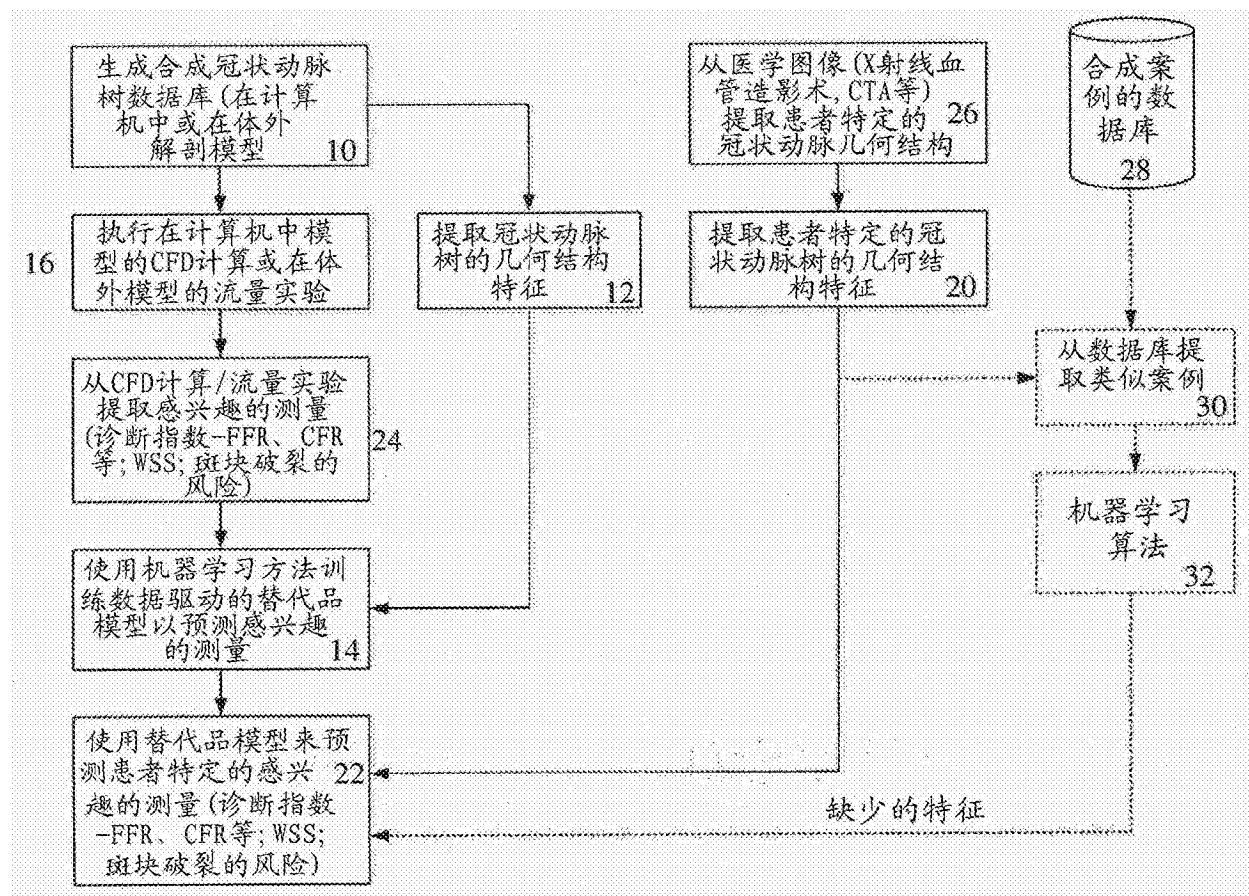 生成合成冠状动脉
树数据库(在计算
机中或在体外
解剖模型
10
16
执行在计算机中模
型的CFD计算或在体
外模型的流量实验
提取冠状动脉
树的几何结构
特征
12
从CFD计算/流量实验
提取感兴趣的测量
(诊断指数-FFR、CFR
等;WSS;斑块破裂的
风险)
24
使用机器学习方法训
练数据驱动的替代品
模型以预测感兴趣
的测量
14
使用替代品模型来预
测患者特定的感兴
趣的测量(诊断指数
-FFR、CFR等;WSS;
斑块破裂的风险)
22
从医学图像(X射线血
管造影术,CTA等)
提取患者特定的
冠状动脉几何结构
26
提取患者特定的冠
状动脉树的几何结
构特征
20
合成案
例的数
据库
28
从数据库提
取类似案例
30
机器学习
算法
32
缺少的特征